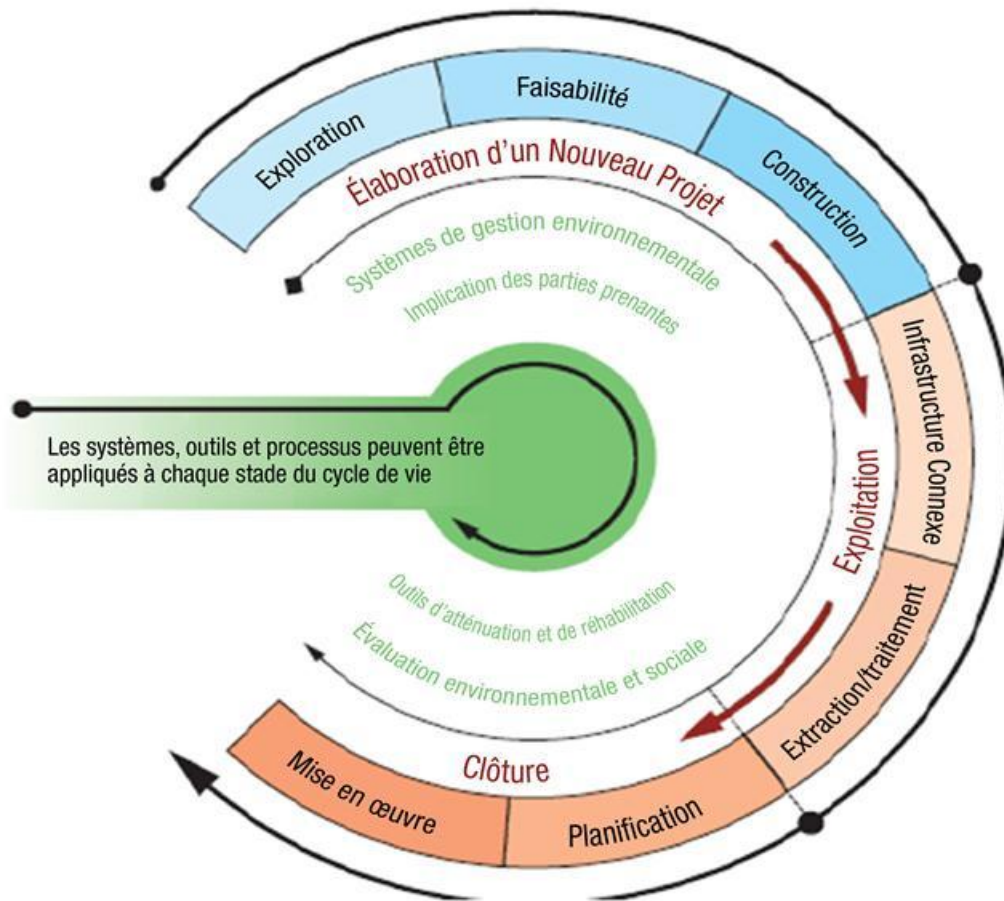 Exploration
Faisabilité
Construction
Élaboration d'un Nouveau Projet
Systèmes de gestion environnementale
Implication des parties prenantes
Infrastructure Connexe
Les systèmes, outils et processus peuvent être
appliqués à chaque stade du cycle de vie
Exploitation
Extraction/traitement
Outils d'atténuation et de réhabilitation
Évaluation environnementale et sociale
Clôture
Planification
Mise en œuvre